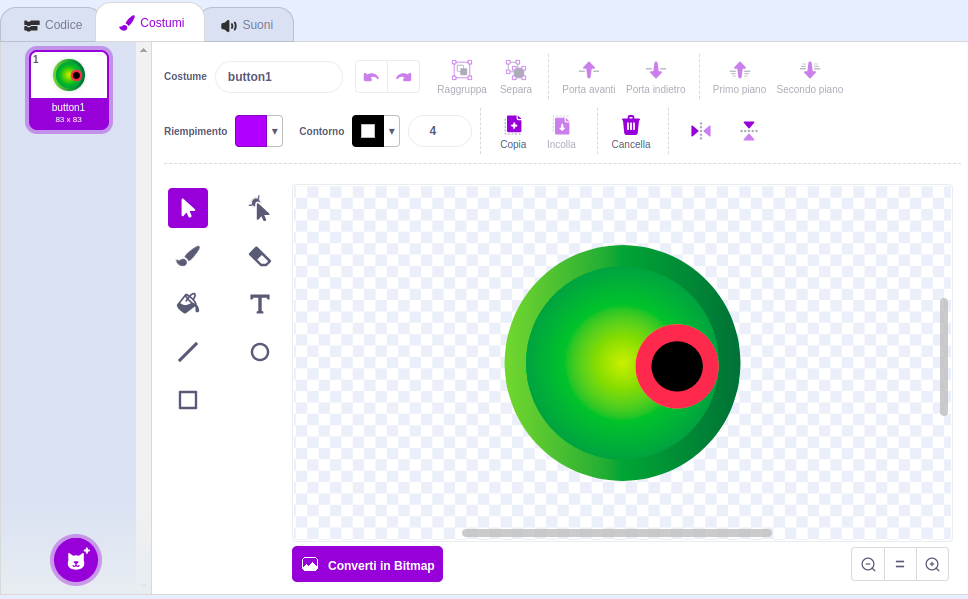 Codice
Costumi
Suoni
1
button1
83 x 83
Costume
button1
Raggruppa
Separa
Porta avanti
Porta indietro
Primo piano
Secondo piano
Riempimento
Contorno
4
Copia
Incolla
Cancella
Converti in Bitmap